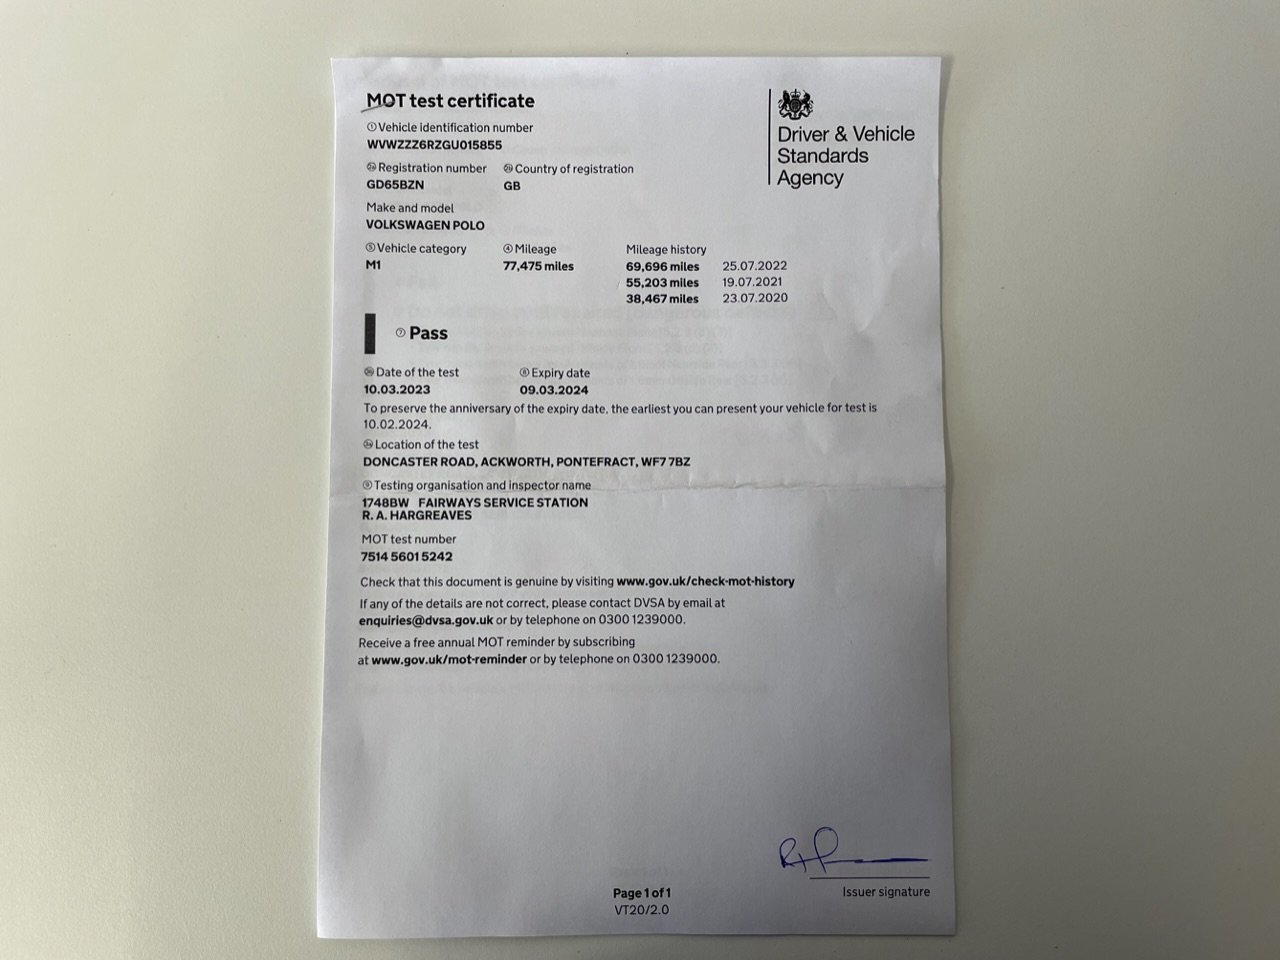 MOT test certificate
Driver & Vehicle
Standards
Agency
① Vehicle identification number
WVWZZZ6RZGU015855
Registration number Country of registration
GD65BZN GB
Make and model
VOLKSWAGEN POLO
⑤ Vehicle category ④ Mileage Mileage history
M1 77,475 miles 69,696 miles 25.07.2022
55,203 miles 19.07.2021
38,467 miles 23.07.2020
⑦ Pass
Date of the test ⑧ Expiry date
10.03.2023 09.03.2024
To preserve the anniversary of the expiry date, the earliest you can present your vehicle for test is
10.02.2024.
Location of the test
DONCASTER ROAD, ACKWORTH, PONTEFRACT, WF7 7BZ
⑨ Testing organisation and inspector name
1748BW FAIRWAYS SERVICE STATION
R. A. HARGREAVES
MOT test number
7514 5601 5242
Check that this document is genuine by visiting www.gov.uk/check-mot-history
If any of the details are not correct, please contact DVSA by email at
enquiries@dvsa.gov.uk or by telephone on 0300 1239000.
Receive a free annual MOT reminder by subscribing
at www.gov.uk/mot-reminder or by telephone on 0300 1239000.
Issuer signature
Page 1 of 1
VT20/2.0